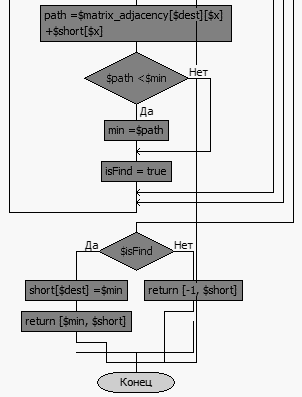 path =$matrix_adjacency[$dest][$x]
+$short[$x]
$path <$min
Нет
Да
min =$path
isFind = true
Да
$isFind
Нет
short[$dest] =$min
return [-1, $short]
return [$min, $short]
Конец